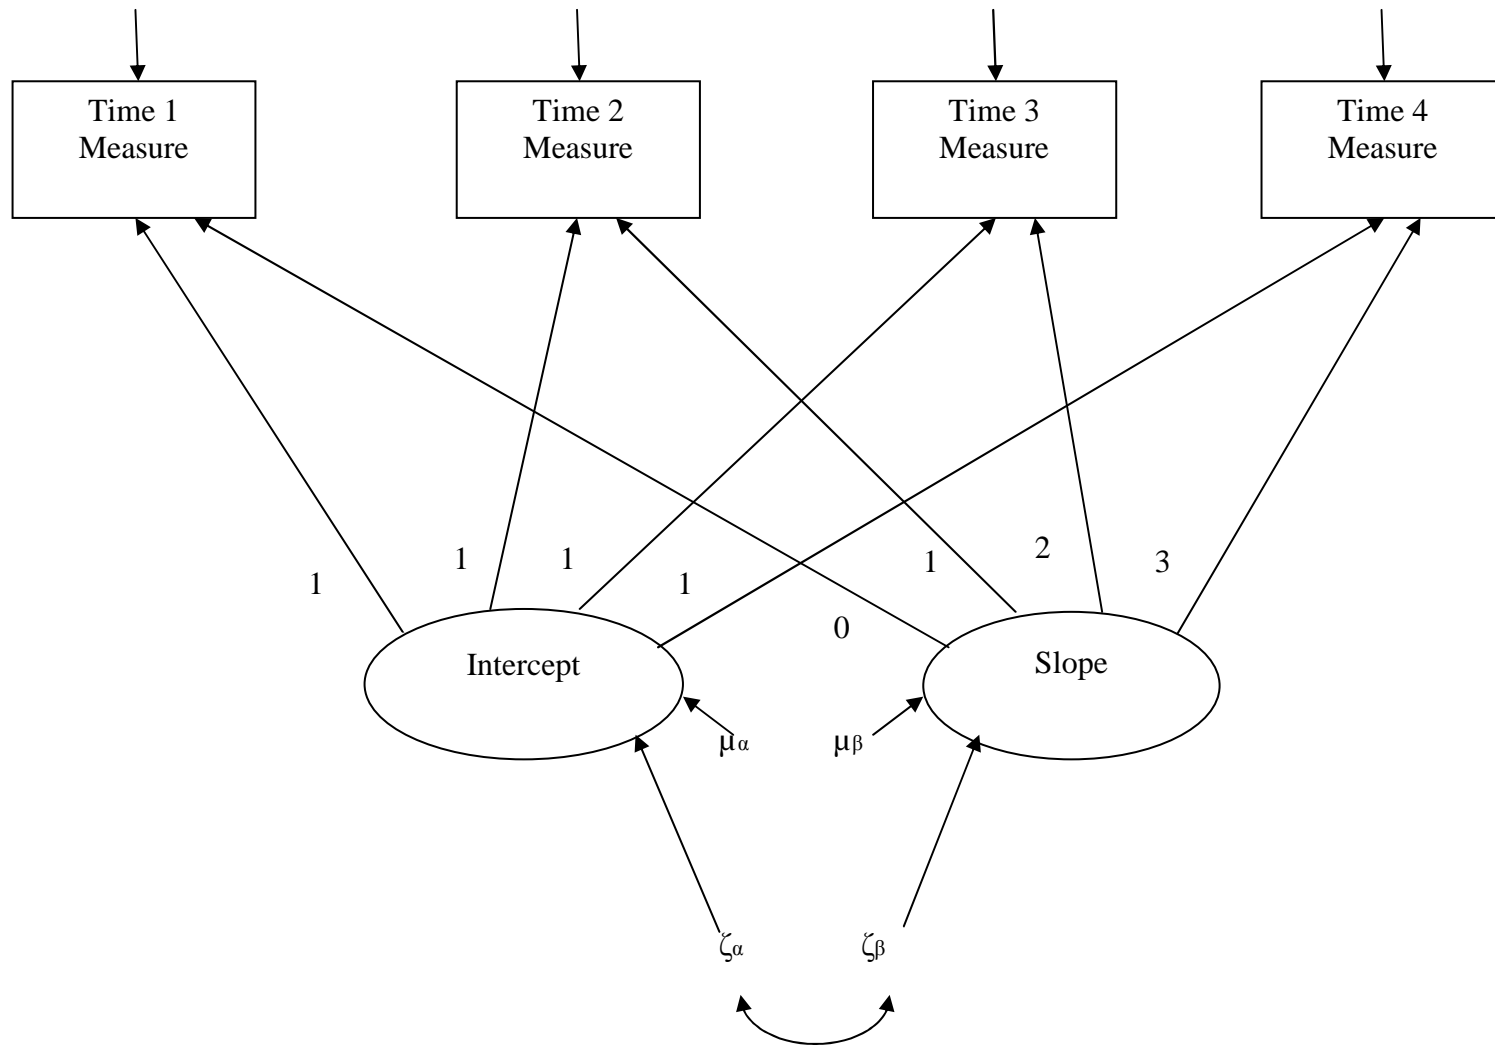 Time 1
Measure
Time 2
Measure
Time 3
Measure
Time 4
Measure
1
1
1
1
0
1
2
3
Intercept
Slope
μα
μβ
ζα
ζβ